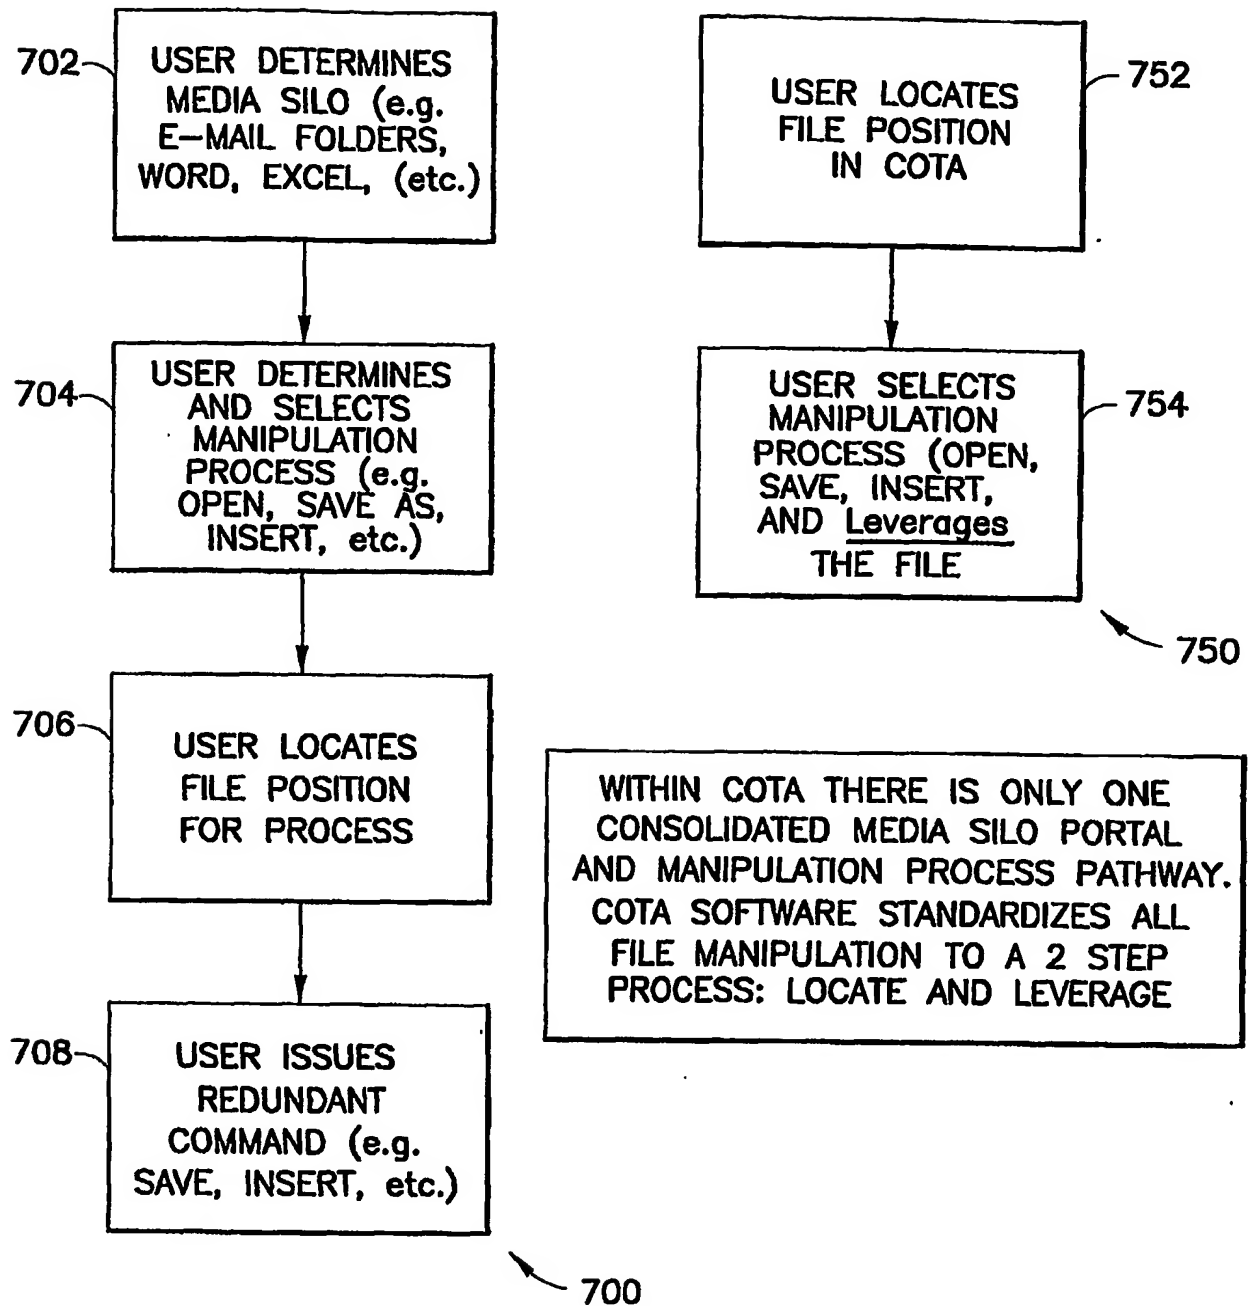 702
USER DETERMINES
MEDIA SILO (e.g.
E-MAIL FOLDERS,
WORD, EXCEL, (etc.)
704
USER DETERMINES
AND SELECTS
MANIPULATION
PROCESS (e.g.
OPEN, SAVE AS,
INSERT, etc.)
706
USER LOCATES
FILE POSITION
FOR PROCESS
708
USER ISSUES
REDUNDANT
COMMAND (e.g.
SAVE, INSERT, etc.)
700
752
USER LOCATES
FILE POSITION
IN COTA
754
USER SELECTS
MANIPULATION
PROCESS (OPEN,
SAVE, INSERT,
AND Leverages
THE FILE
750
WITHIN COTA THERE IS ONLY ONE
CONSOLIDATED MEDIA SILO PORTAL
AND MANIPULATION PROCESS PATHWAY.
COTA SOFTWARE STANDARDIZES ALL
FILE MANIPULATION TO A 2 STEP
PROCESS: LOCATE AND LEVERAGE